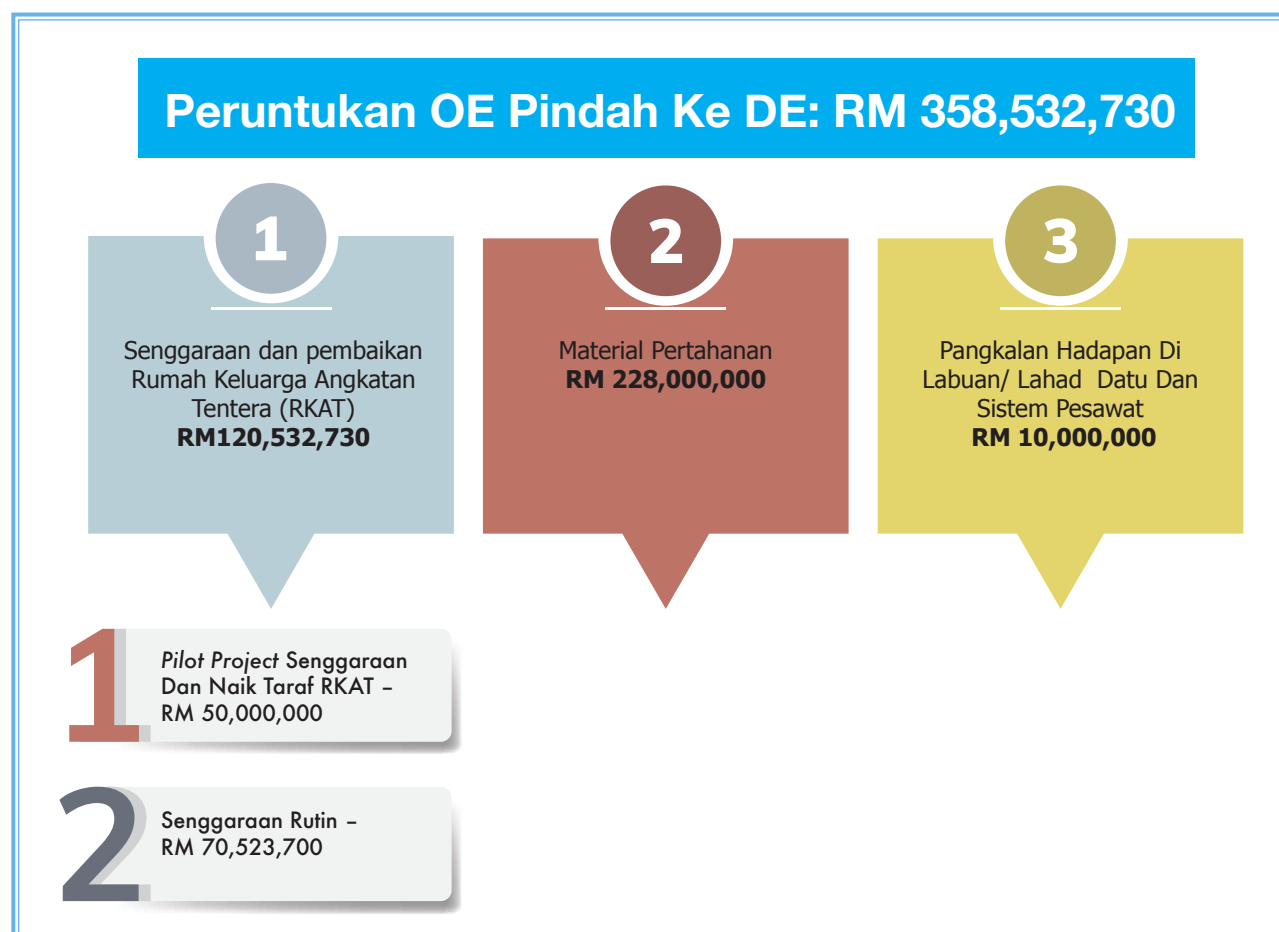 Peruntukan OE Pindah Ke DE: RM 358,532,730
1
Senggaraan dan pembaikan
Rumah Keluarga Angkatan
Tentera (RKAT)
RM120,532,730
2
Material Pertahanan
RM 228,000,000
3
Pangkalan Hadapan Di
Labuan/ Lahad Datu Dan
Sistem Pesawat
RM 10,000,000
1
Pilot Project Senggaraan
Dan Naik Taraf RKAT –
RM 50,000,000
2
Senggaraan Rutin –
RM 70,523,700